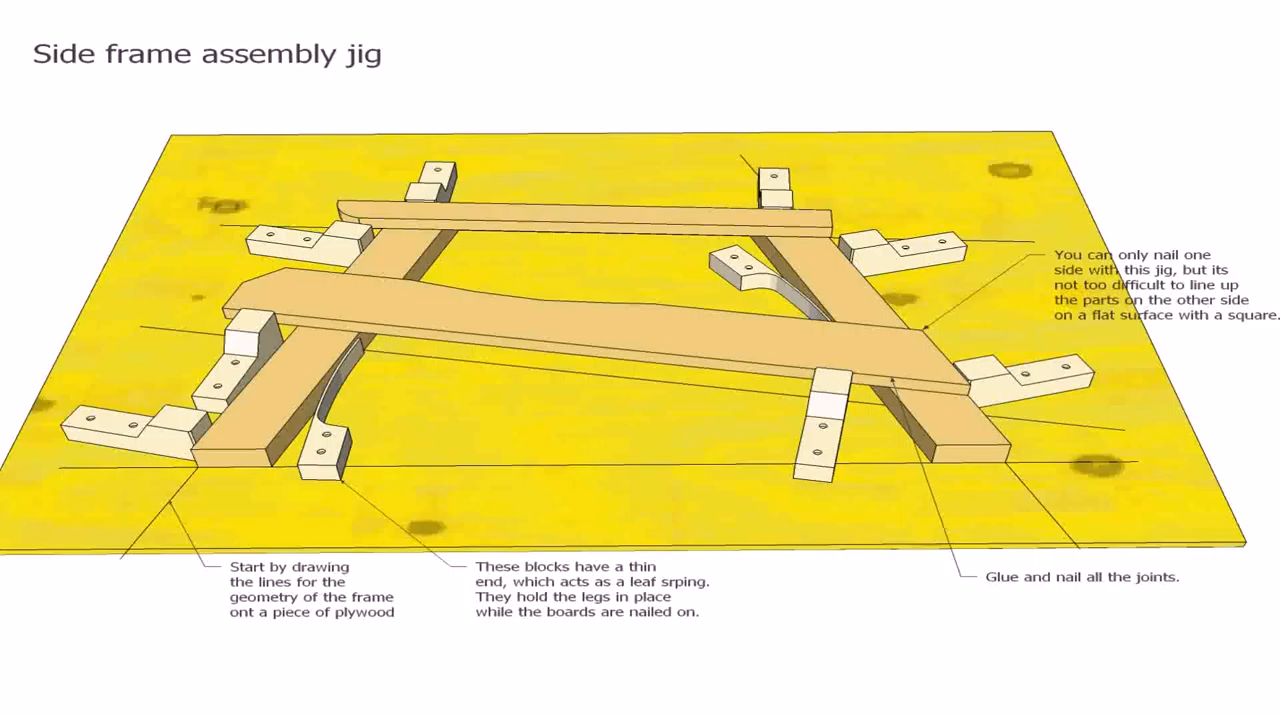 Side frame assembly jig
You can only nail one
side with this jig, but its
not too difficult to line up
the parts on the other side
on a flat surface with a square.
Start by drawing
the lines for the
geometry of the frame
ont a piece of plywood
These blocks have a thin
end, which acts as a leaf srping.
They hold the legs in place
while the boards are nailed on.
Glue and nail all the joints.